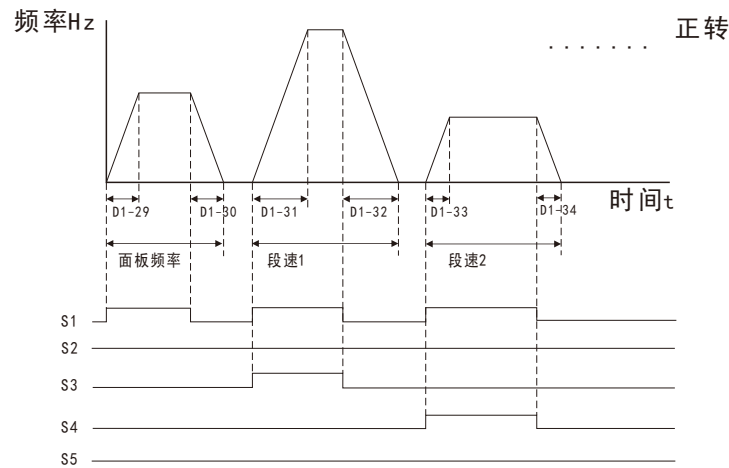 频率Hz
. . . . . . . 正转
时间t
D1-29 D1-30 D1-31 D1-32 D1-33 D1-34
面板频率 段速1 段速2
S1
S2
S3
S4
S5